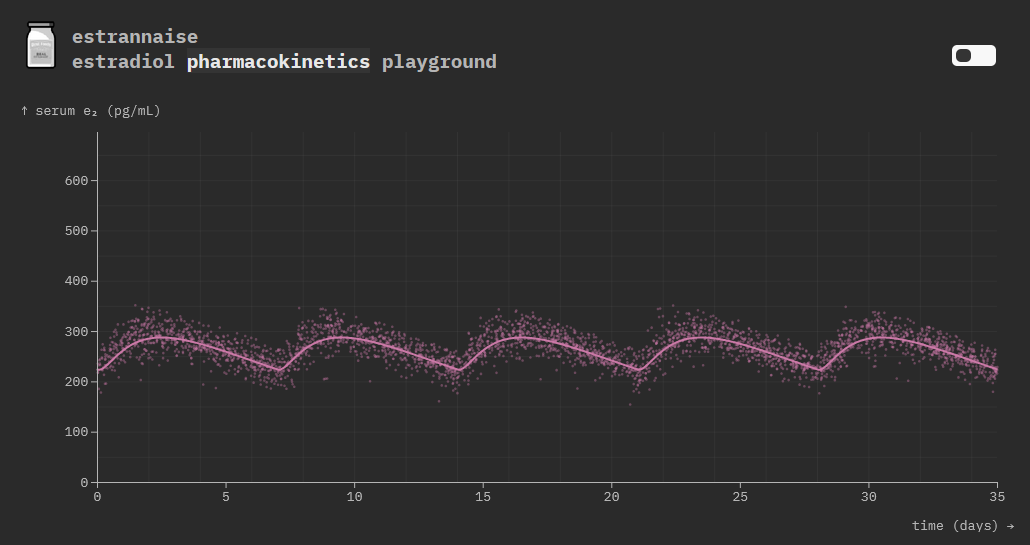 estrannaise
estradiol pharmacokinetics playground
↑ serum e₂ (pg/mL)
600
500
400
300
200
100
0
0 5 10 15 20 25 30 35
time (days) →